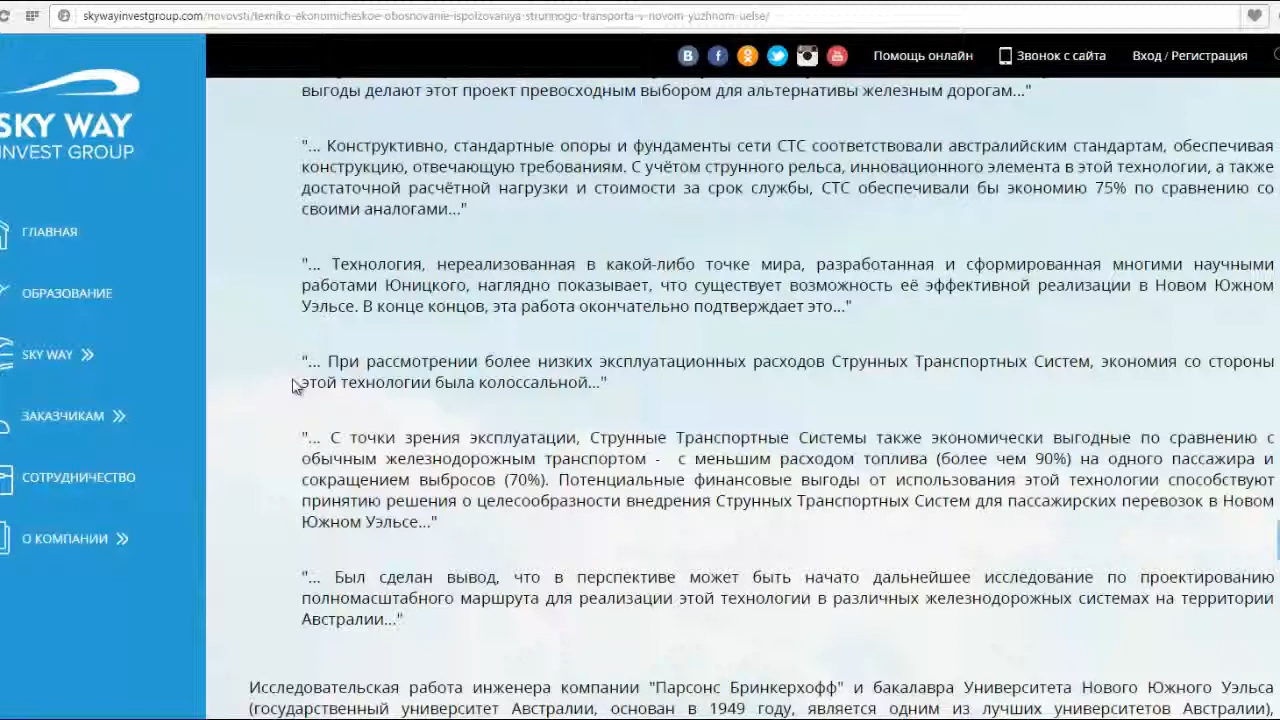 skywayinvestgroup.com/novovsti/texniko-ekonomicheskoe-obosnovanie-ispolzovaniya-strunnogo-transporta-v-novom-yuzhnom-uelse/
Помощь онлайн
Звонок с сайта
Вход / Регистрация
SKY WAY
INVEST GROUP
ГЛАВНАЯ
ОБРАЗОВАНИЕ
SKY WAY
ЗАКАЗЧИКАМ
СОТРУДНИЧЕСТВО
О КОМПАНИИ
выгоды делают этот проект превосходным выбором для альтернативы железным дорогам..."
"... Конструктивно, стандартные опоры и фундаменты сети СТС соответствовали австралийским стандартам, обеспечивая
конструкцию, отвечающую требованиям. С учётом струнного рельса, инновационного элемента в этой технологии, а также
достаточной расчётной нагрузки и стоимости за срок службы, СТС обеспечивали бы экономию 75% по сравнению со
своими аналогами..."
"... Технология, нереализованная в какой-либо точке мира, разработанная и сформированная многими научными
работами Юницкого, наглядно показывает, что существует возможность её эффективной реализации в Новом Южном
Уэльсе. В конце концов, эта работа окончательно подтверждает это..."
"... При рассмотрении более низких эксплуатационных расходов Струнных Транспортных Систем, экономия со стороны
этой технологии была колоссальной..."
"... С точки зрения эксплуатации, Струнные Транспортные Системы также экономически выгодные по сравнению с
обычным железнодорожным транспортом - с меньшим расходом топлива (более чем 90%) на одного пассажира и
сокращением выбросов (70%). Потенциальные финансовые выгоды от использования этой технологии способствуют
принятию решения о целесообразности внедрения Струнных Транспортных Систем для пассажирских перевозок в Новом
Южном Уэльсе..."
"... Был сделан вывод, что в перспективе может быть начато дальнейшее исследование по проектированию
полномасштабного маршрута для реализации этой технологии в различных железнодорожных системах на территории
Австралии..."
Исследовательская работа инженера компании "Парсонс Бринкерхофф" и бакалавра Университета Нового Южного Уэльса
(государственный университет Австралии, основан в 1949 году, является одним из лучших университетов Австралии),